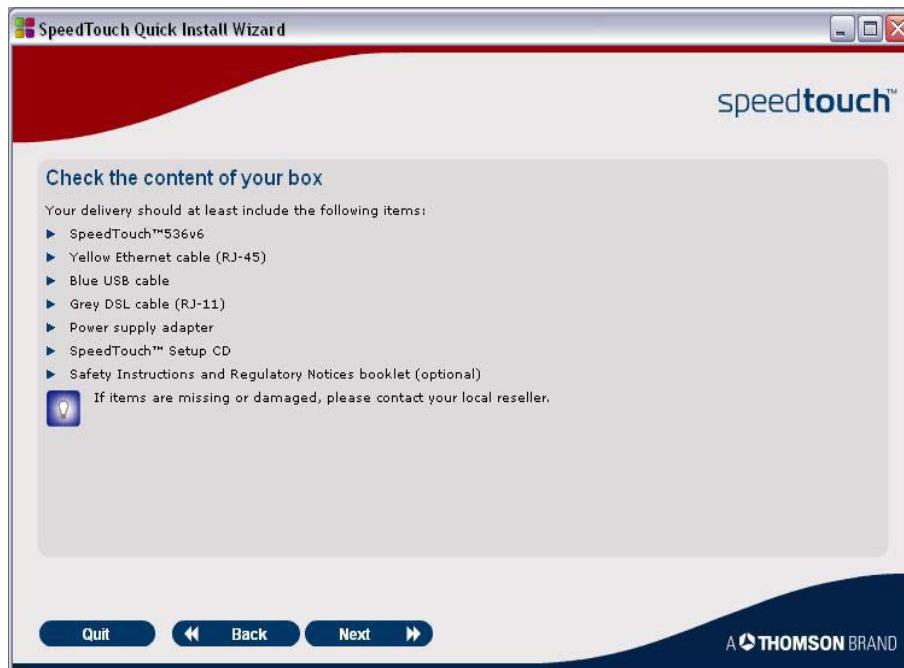 SpeedTouch Quick Install Wizard
speedtouch™
Check the content of your box
Your delivery should at least include the following items:
SpeedTouch™536v6
Yellow Ethernet cable (RJ-45)
Blue USB cable
Grey DSL cable (RJ-11)
Power supply adapter
SpeedTouch™ Setup CD
Safety Instructions and Regulatory Notices booklet (optional)
If items are missing or damaged, please contact your local reseller.
Quit Back Next
A THOMSON BRAND